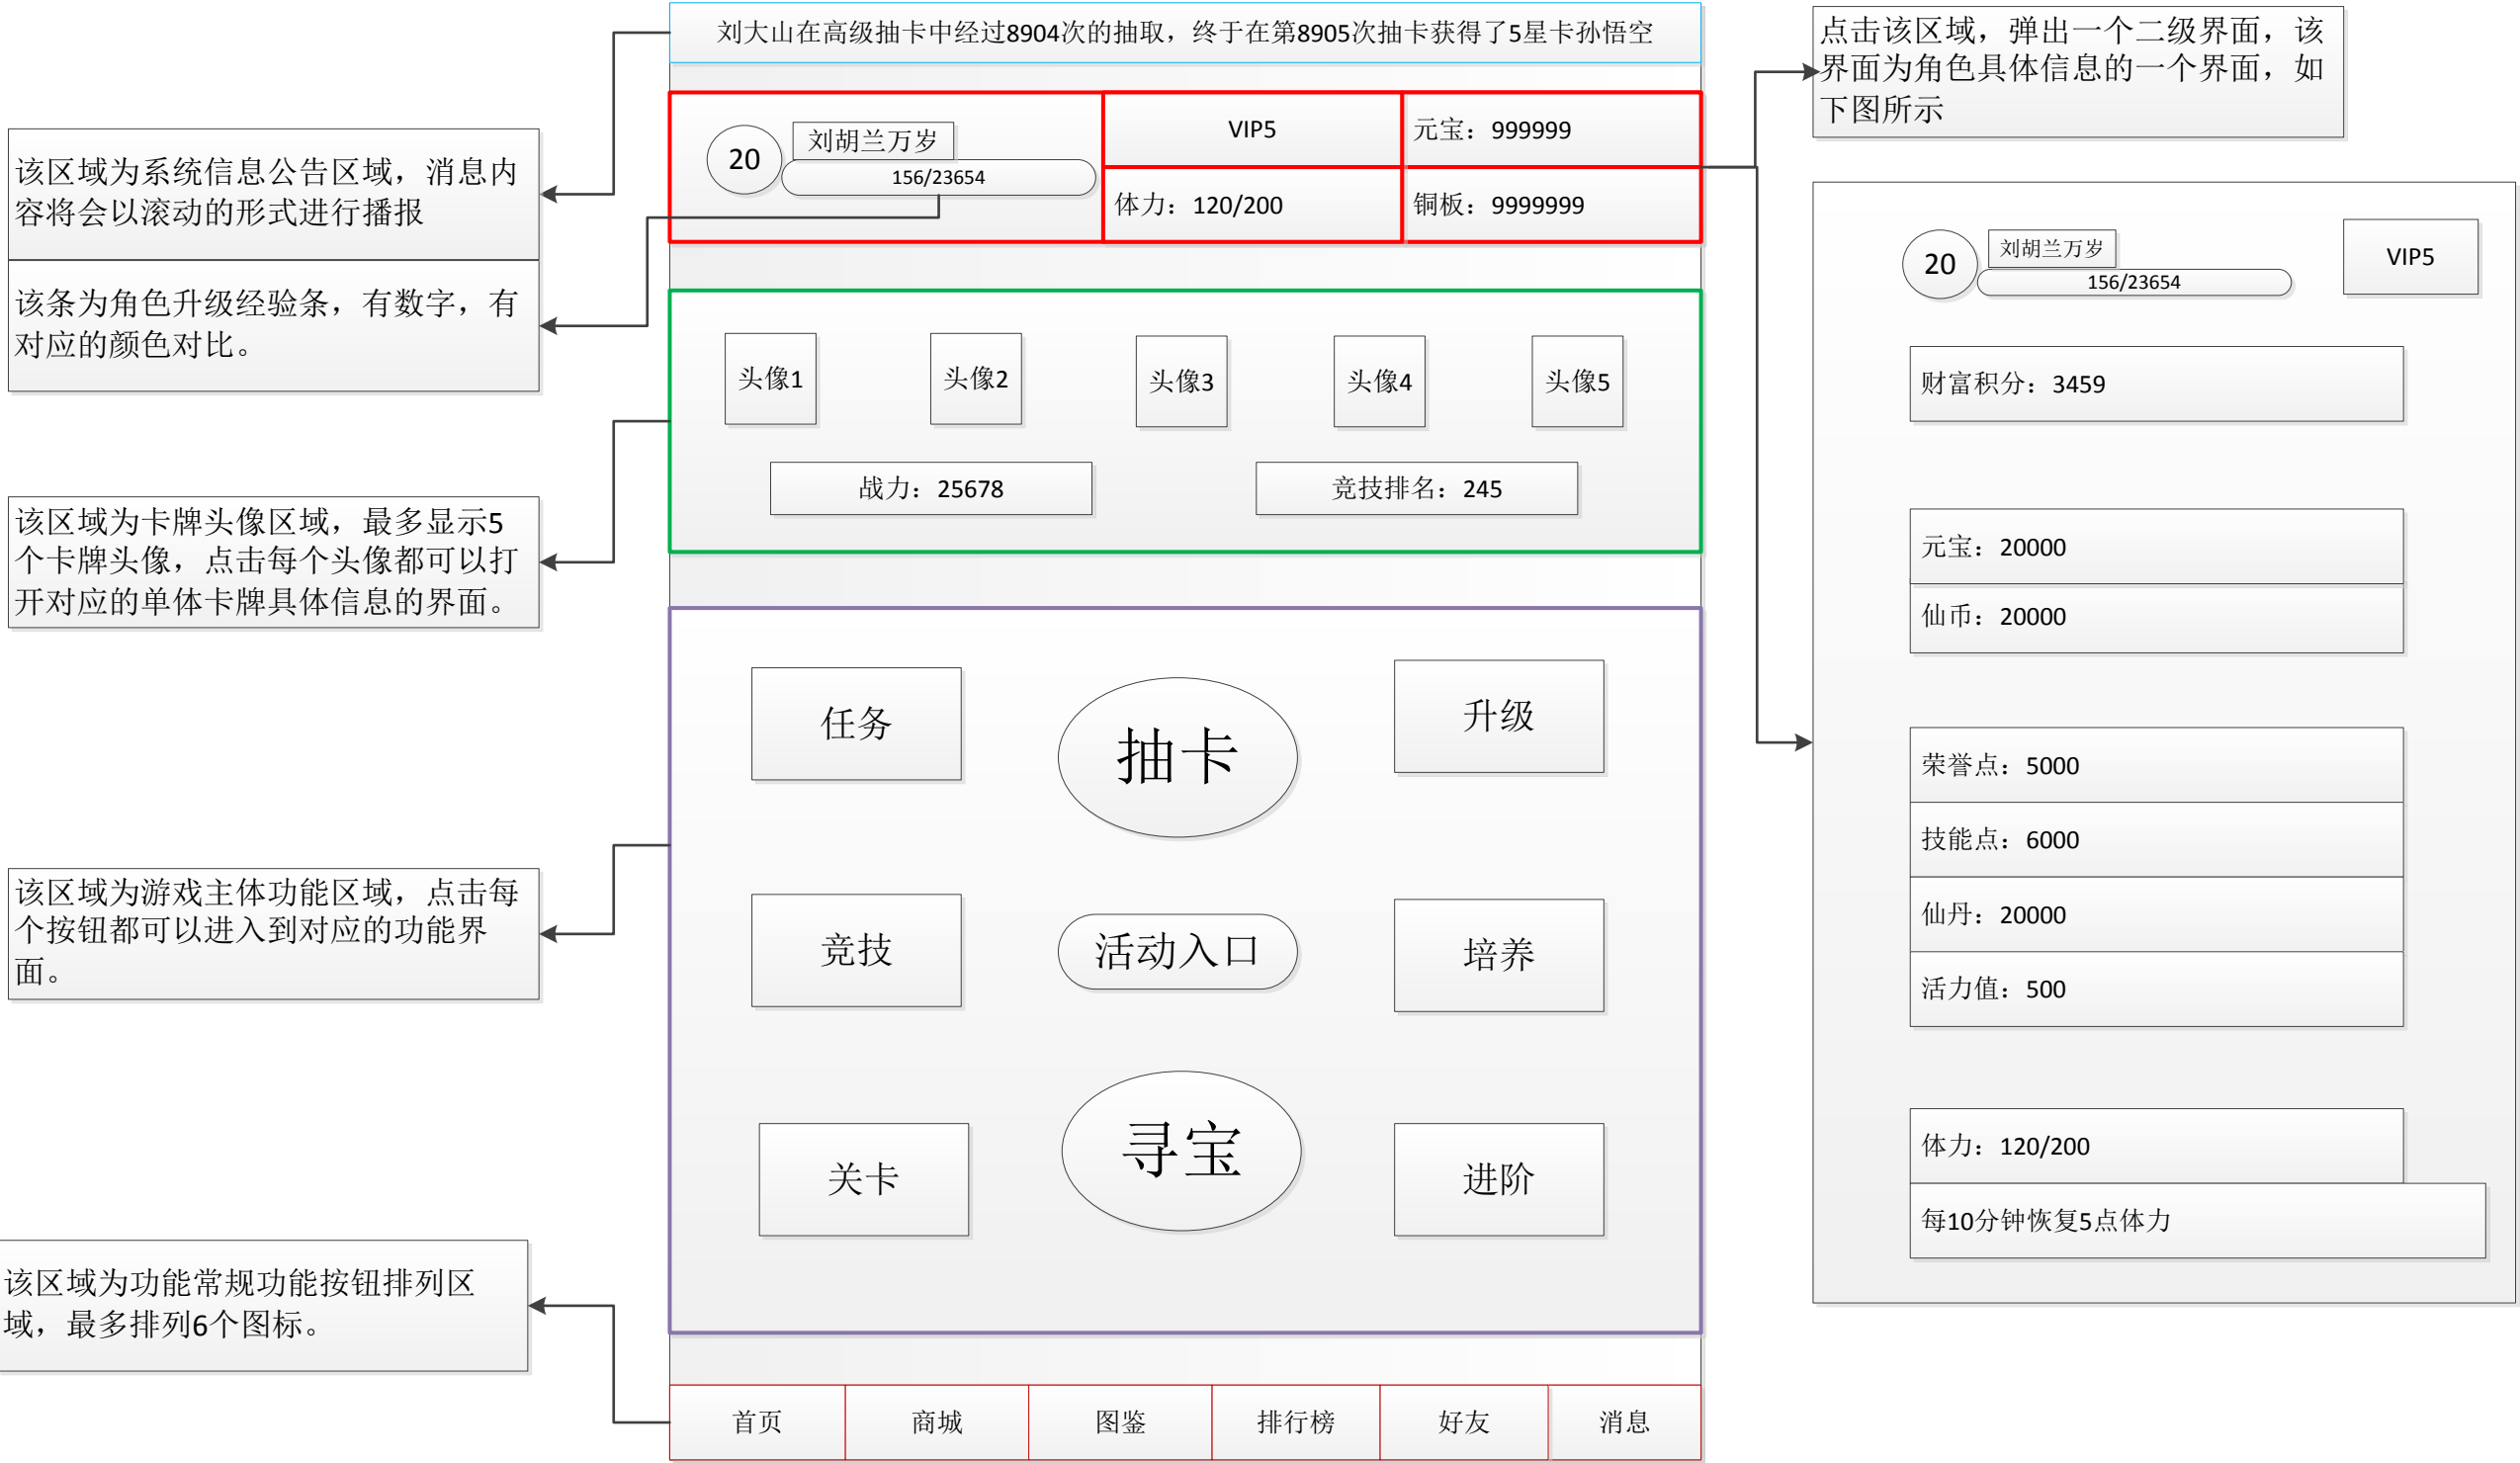 刘大山在高级抽卡中经过8904次的抽取，终于在第8905次抽卡获得了5星卡孙悟空
点击该区域，弹出一个二级界面，该
界面为角色具体信息的一个界面，如
下图所示
20
刘胡兰万岁
156/23654
VIP5
元宝：999999
体力：120/200
铜板：9999999
该区域为系统信息公告区域，消息内
容将会以滚动的形式进行播报
该条为角色升级经验条，有数字，有
对应的颜色对比。
头像1
头像2
头像3
头像4
头像5
战力：25678
竞技排名：245
该区域为卡牌头像区域，最多显示5
个卡牌头像，点击每个头像都可以打
开对应的单体卡牌具体信息的界面。
任务
抽卡
升级
竞技
活动入口
培养
关卡
寻宝
进阶
该区域为游戏主体功能区域，点击每
个按钮都可以进入到对应的功能界
面。
该区域为功能常规功能按钮排列区
域，最多排列6个图标。
首页
商城
图鉴
排行榜
好友
消息
20
刘胡兰万岁
156/23654
VIP5
财富积分：3459
元宝：20000
仙币：20000
荣誉点：5000
技能点：6000
仙丹：20000
活力值：500
体力：120/200
每10分钟恢复5点体力